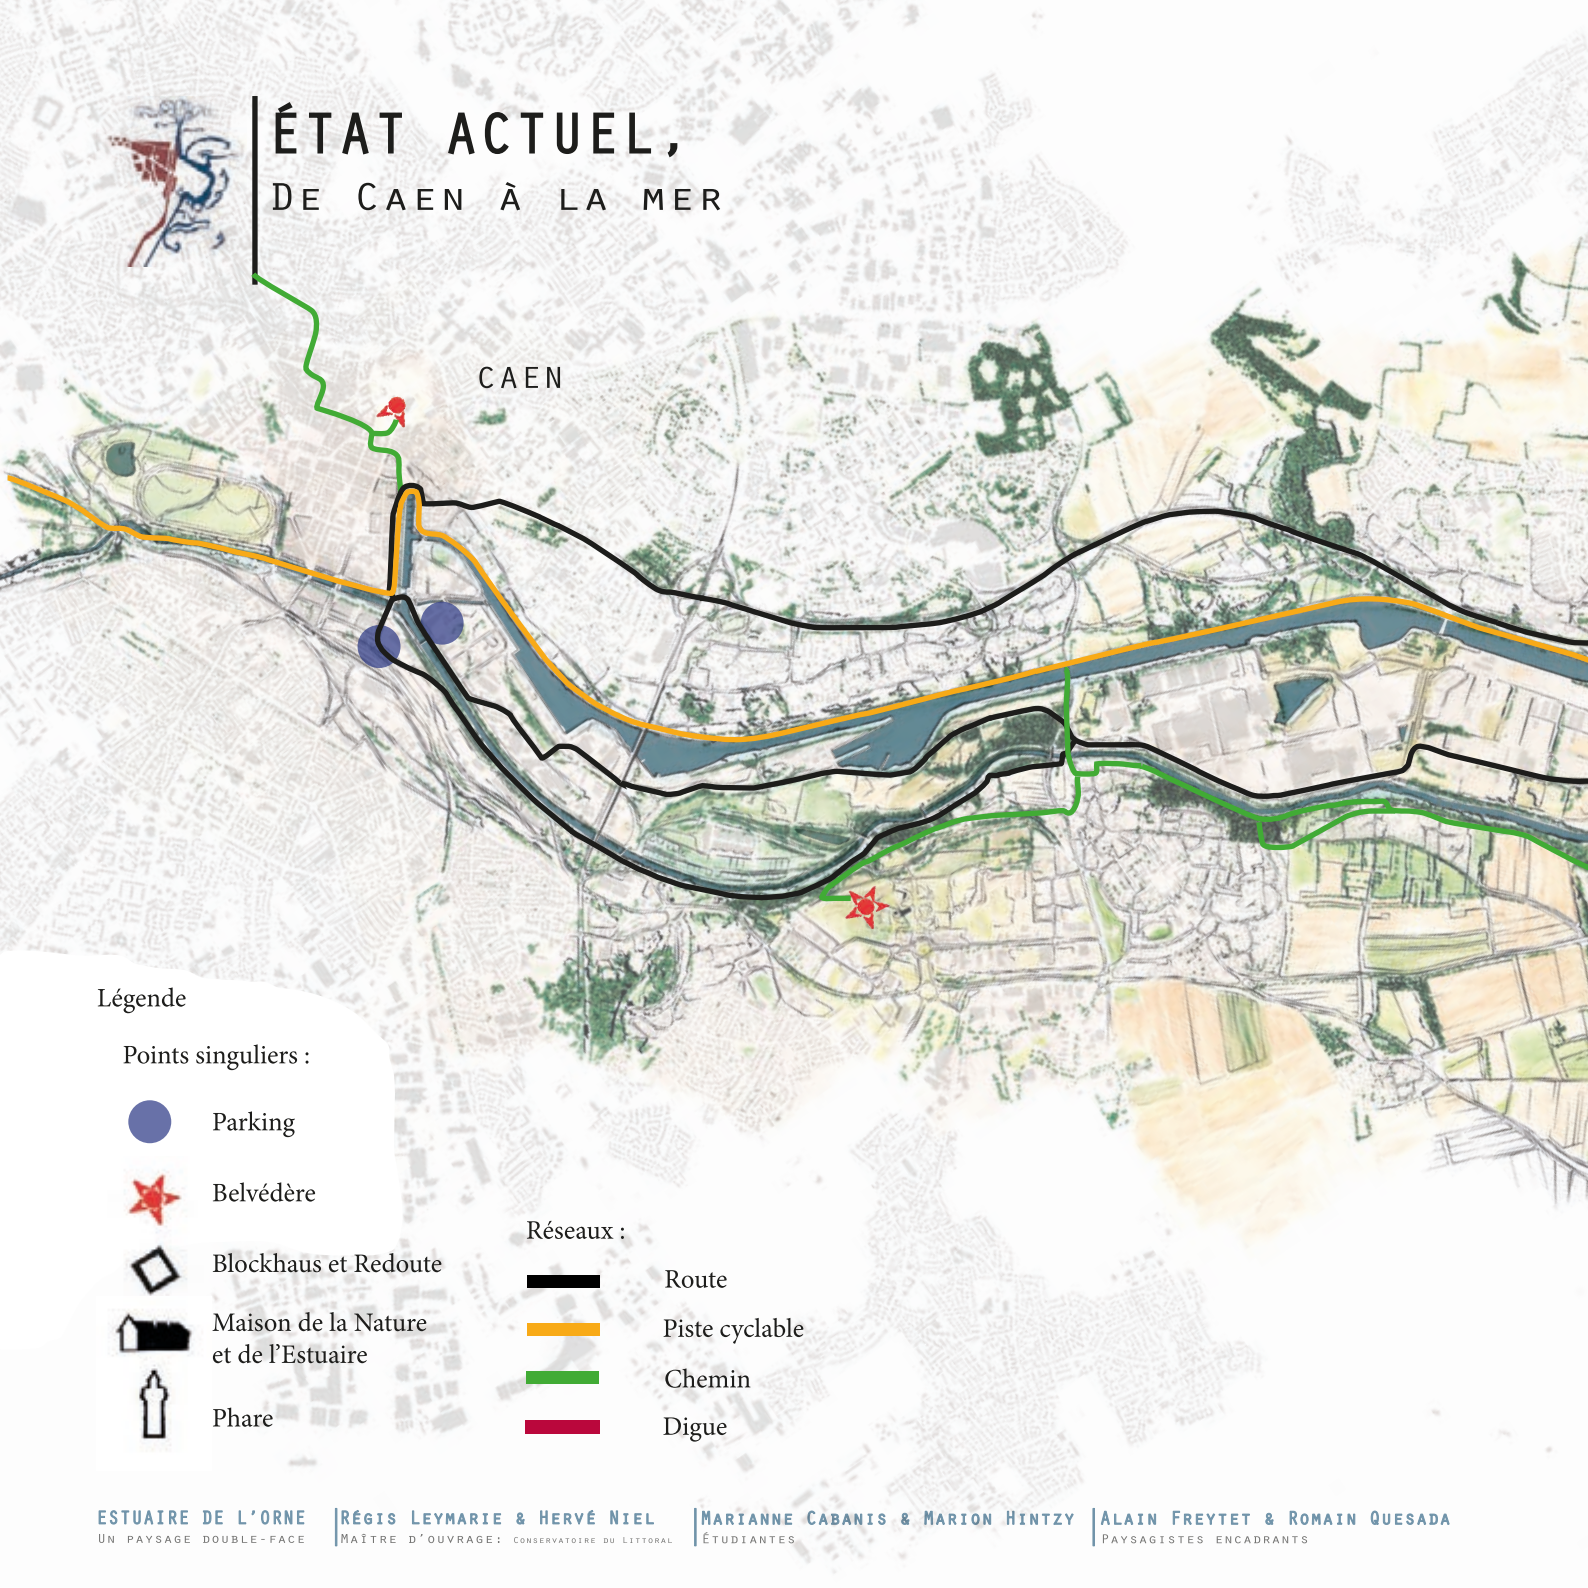 ÉTAT ACTUEL,
De Caen à la mer
CAEN
Légende
Points singuliers :
Parking
Belvédère
Blockhaus et Redoute
Maison de la Nature
et de l'Estuaire
Phare
Réseaux :
Route
Piste cyclable
Chemin
Digue
ESTUAIRE DE L'ORNE
Un paysage double-face
Régis Leymarie & Hervé Niel
Maître d'ouvrage: Conservatoire du Littoral
Marianne Cabanis & Marion Hintzy
Étudiantes
Alain Freytet & Romain Quesada
Paysagistes encadrants